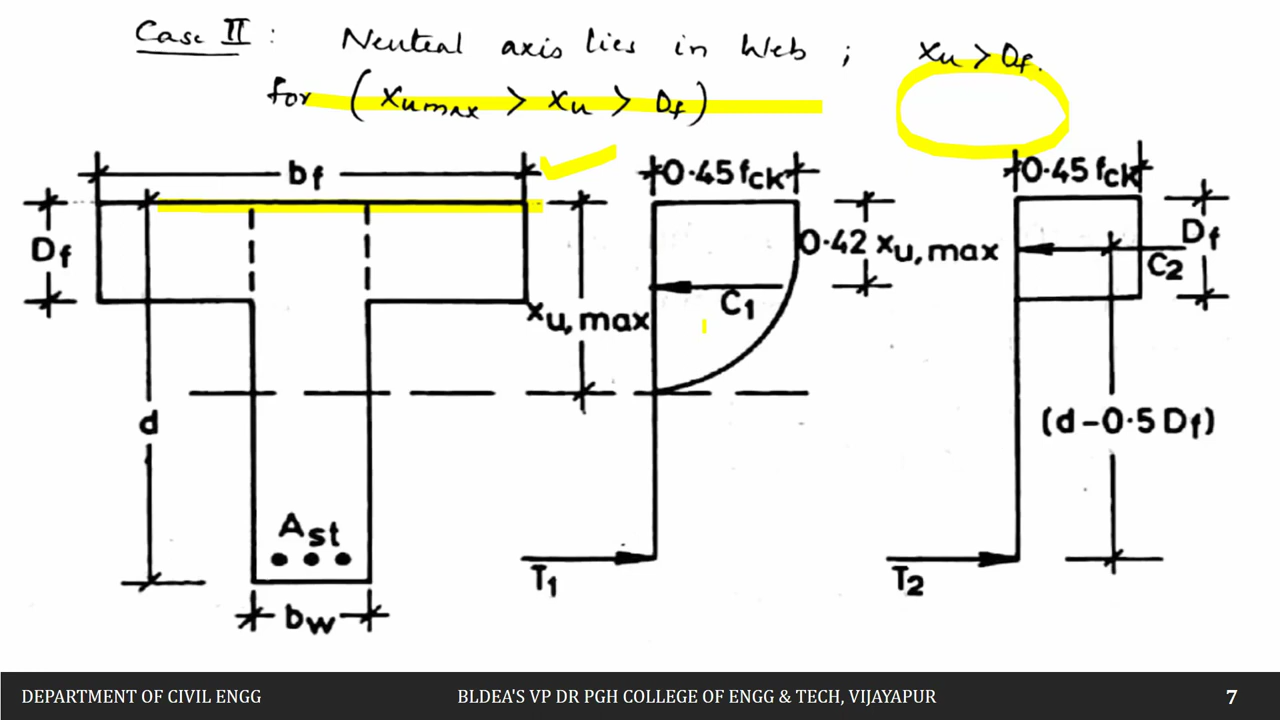 Case II : Neutral axis lies in Web ; xu > Df.
for ( xumax > xu > Df )
bf
0.45 fck
0.45 fck
Df
0.42 xu,max
Df
C2
C1
xu,max
d
(d-0.5 Df)
Ast
T1
T2
bw
DEPARTMENT OF CIVIL ENGG
BLDEA'S VP DR PGH COLLEGE OF ENGG & TECH, VIJAYAPUR
7